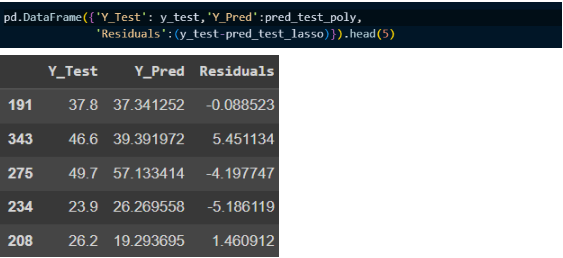 pd.DataFrame({'Y_Test': y_test,'Y_Pred':pred_test_poly,
'Residuals':(y_test-pred_test_lasso)}).head(5)
Y_Test Y_Pred Residuals
191 37.8 37.341252 -0.088523
343 46.6 39.391972 5.451134
275 49.7 57.133414 -4.197747
234 23.9 26.269558 -5.186119
208 26.2 19.293695 1.460912